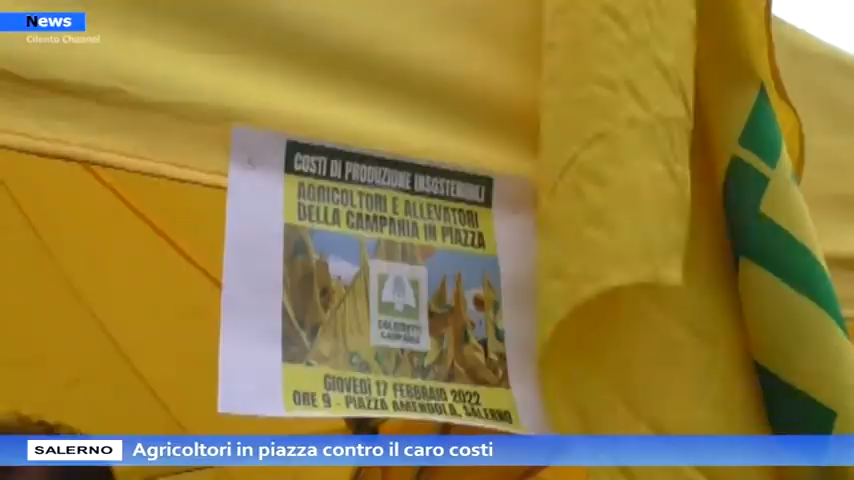 News
Cilento Channel
COSTI DI PRODUZIONE INSOSTENIBILI
AGRICOLTORI E ALLEVATORI
DELLA CAMPANIA IN PIAZZA
COLDIRETTI
CAMPANIA
GIOVEDÌ 17 FEBBRAIO 2022
ORE 9 - PIAZZA AMENDOLA, SALERNO
SALERNO Agricoltori in piazza contro il caro costi